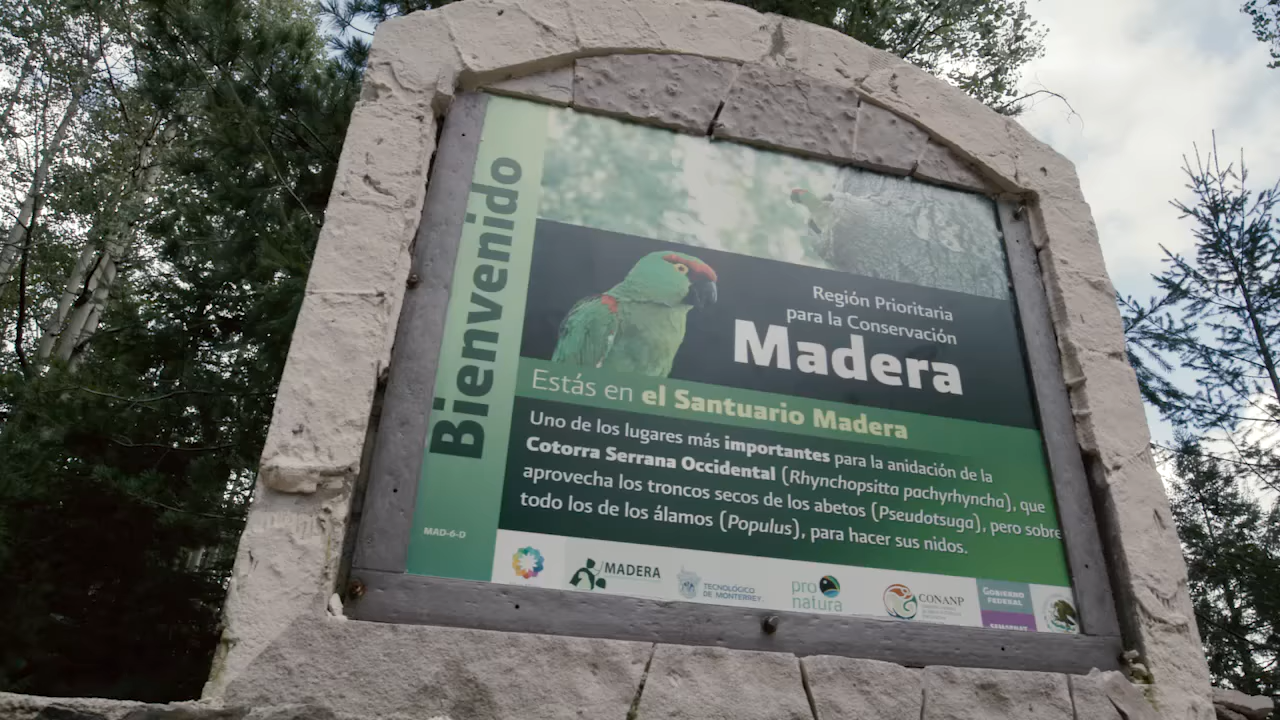 Bienvenido
Región Prioritaria
para la Conservación
Madera
Estás en el Santuario Madera
Uno de los lugares más importantes para la anidación de la
Cotorra Serrana Occidental (Rhynchopsitta pachyrhyncha), que
aprovecha los troncos secos de los abetos (Pseudotsuga), pero sobre
todo los de los álamos (Populus), para hacer sus nidos.
MAD-6-D
MADERA
TECNOLÓGICO
DE MONTERREY
pro
natura
CONANP
GOBIERNO
FEDERAL
SEMARNAT